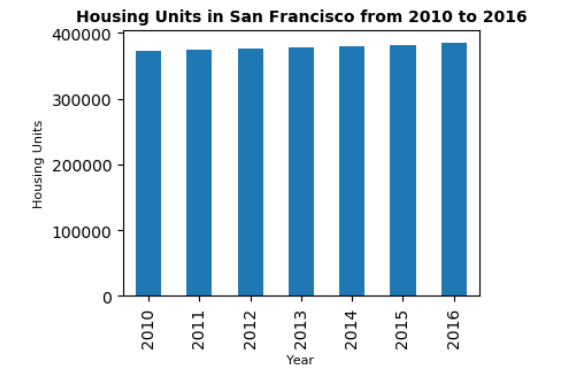 Housing Units in San Francisco from 2010 to 2016
400000
300000
200000
100000
0
Housing Units
2010 2011 2012 2013 2014 2015 2016
Year